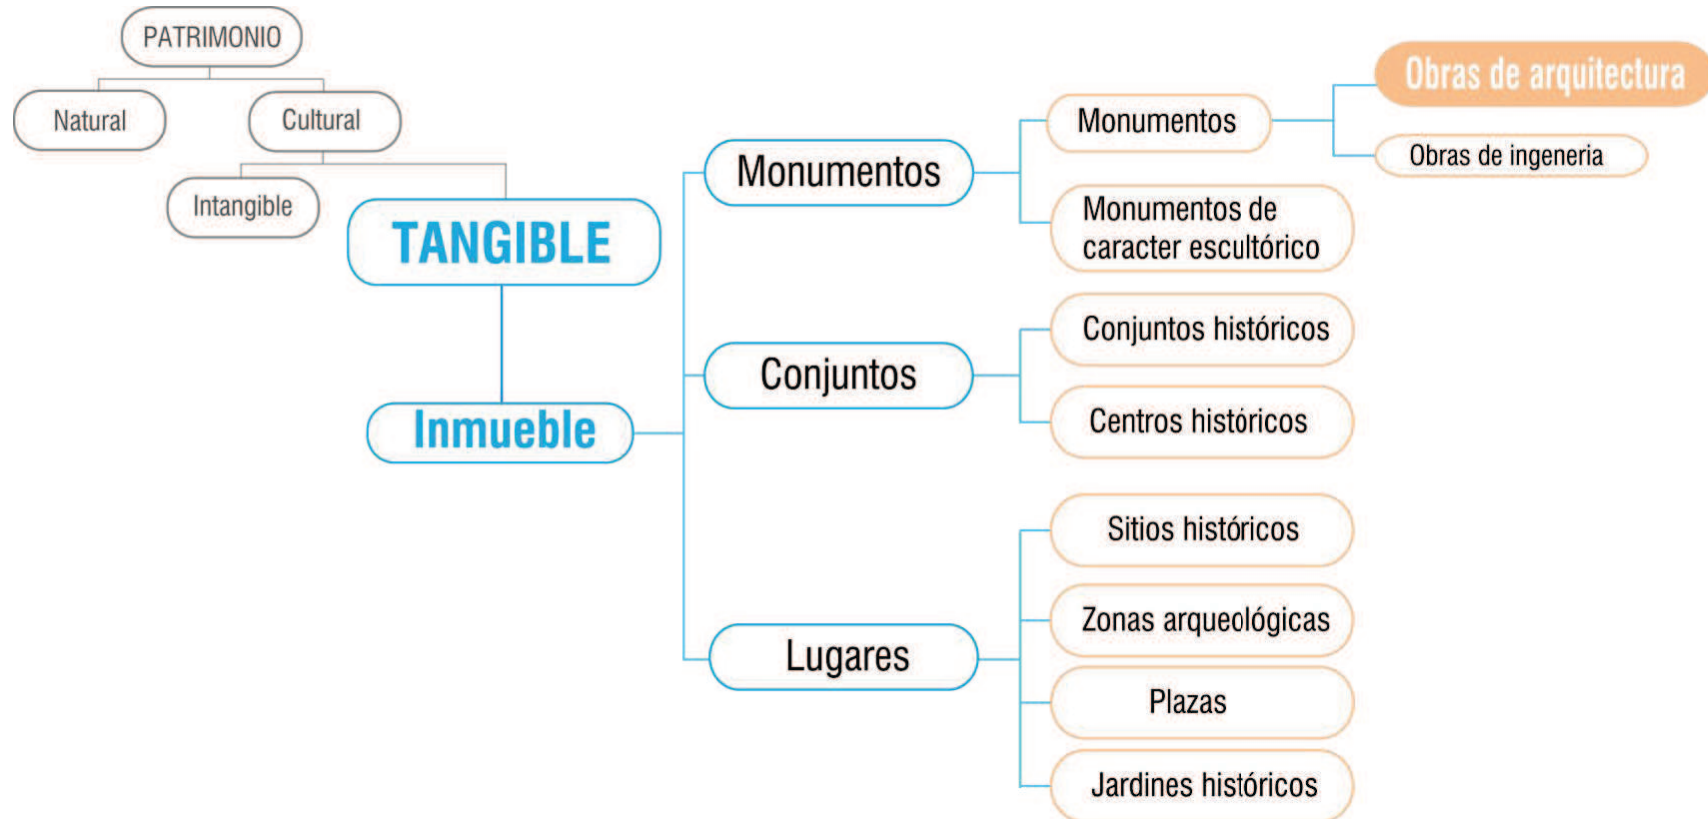 PATRIMONIO
Natural
Cultural
Intangible
TANGIBLE
Inmueble
Monumentos
Monumentos
Obras de arquitectura
Obras de ingeneria
Monumentos de
caracter escultórico
Conjuntos
Conjuntos históricos
Centros históricos
Lugares
Sitios históricos
Zonas arqueológicas
Plazas
Jardines históricos